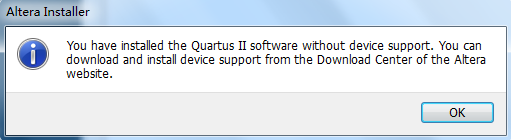 Altera Installer
You have installed the Quartus II software without device support. You can
download and install device support from the Download Center of the Altera
website.
OK